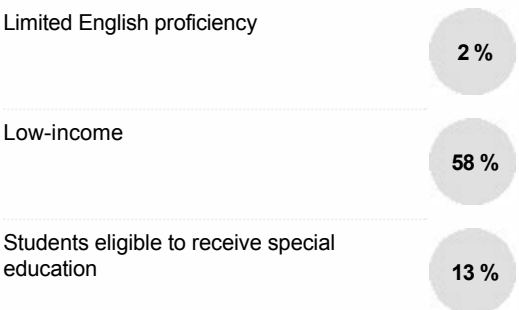 Limited English proficiency
2 %
Low-income
58 %
Students eligible to receive special
education
13 %